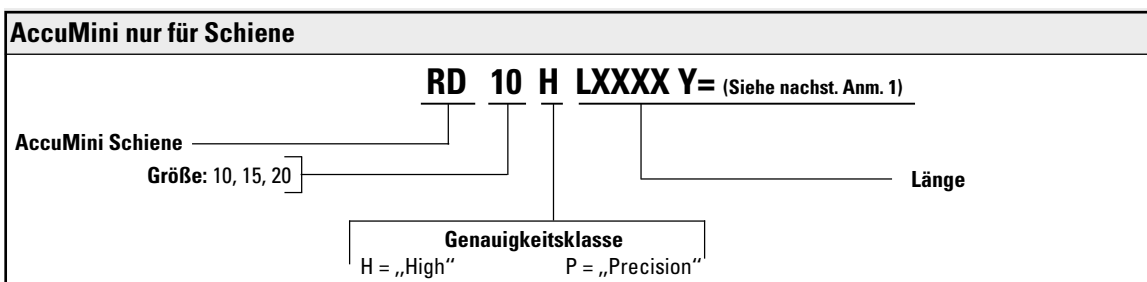 AccuMini nur für Schiene
RD 10 H LXXXX Y= (Siehe nachst. Anm. 1)
AccuMini Schiene
Größe: 10, 15, 20
Länge
Genauigkeitsklasse
H = „High“ P = „Precision“